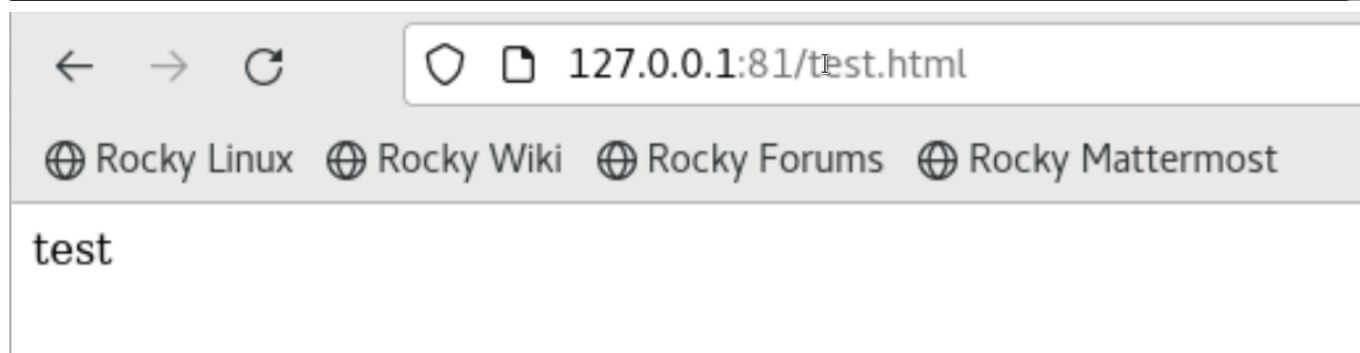 127.0.0.1:81/test.html
Rocky Linux Rocky Wiki Rocky Forums Rocky Mattermost
test